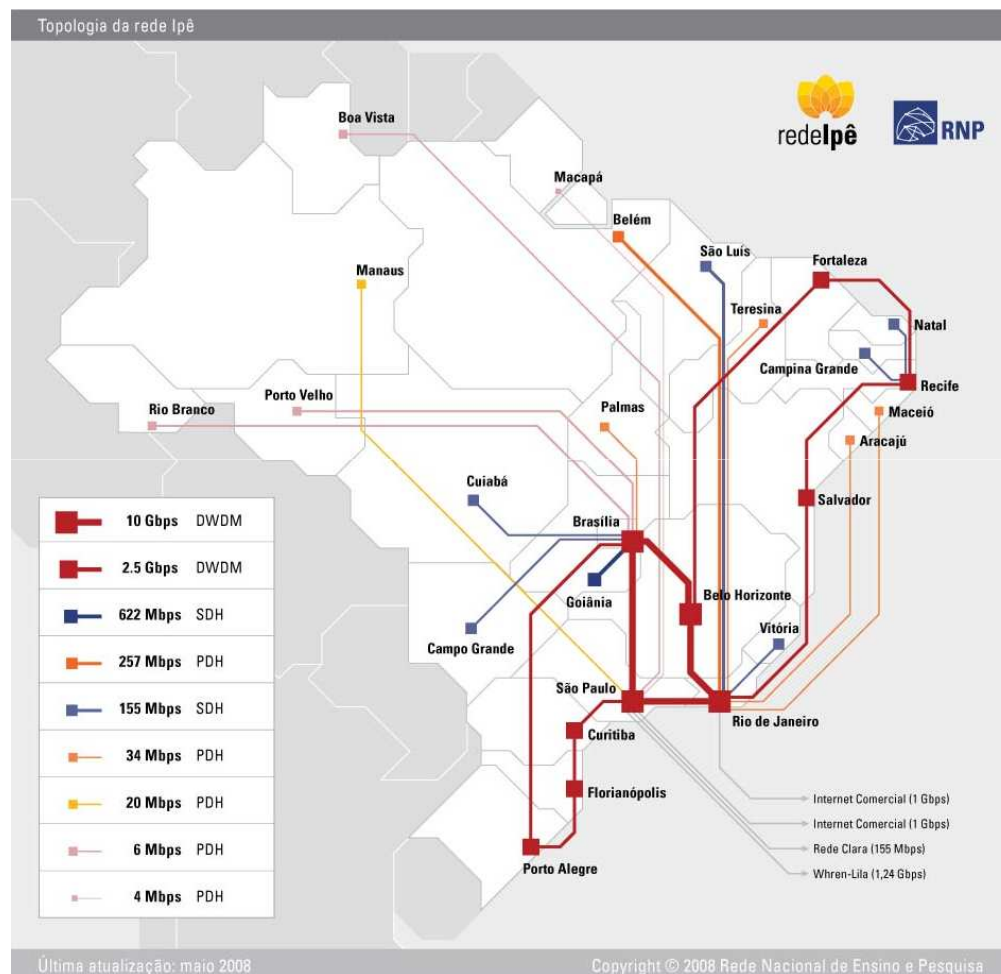 Topologia da rede Ipê
redeIpê
RNP
Boa Vista
Macapá
Belém
São Luís
Fortaleza
Manaus
Teresina
Natal
Campina Grande
Recife
Porto Velho
Rio Branco
Palmas
Maceió
Aracajú
Cuiabá
Salvador
Brasília
Goiânia
Belo Horizonte
Vitória
Campo Grande
São Paulo
Rio de Janeiro
Curitiba
Florianópolis
Porto Alegre
10 Gbps DWDM
2.5 Gbps DWDM
622 Mbps SDH
257 Mbps PDH
155 Mbps SDH
34 Mbps PDH
20 Mbps PDH
6 Mbps PDH
4 Mbps PDH
Internet Comercial (1 Gbps)
Internet Comercial (1 Gbps)
Rede Clara (155 Mbps)
Whren-Lila (1,24 Gbps)
Última atualização: maio 2008
Copyright © 2008 Rede Nacional de Ensino e Pesquisa